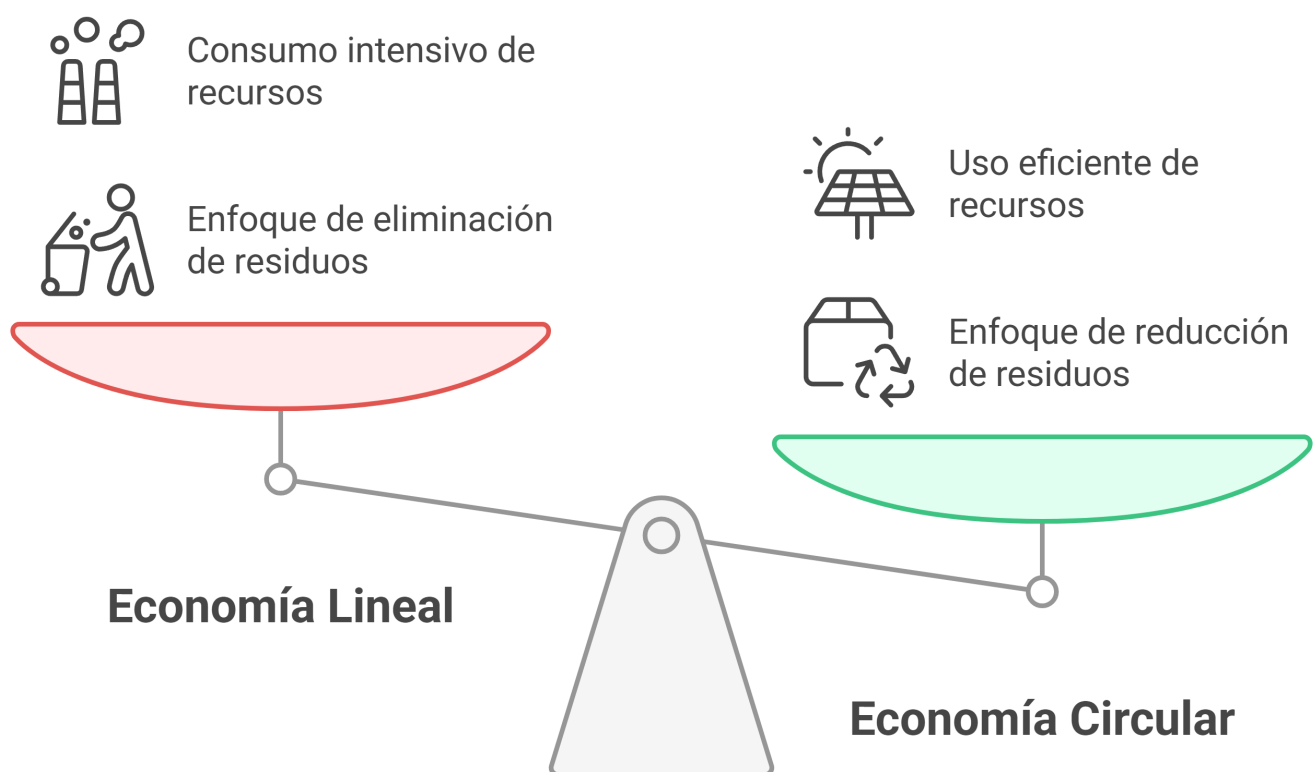 Consumo intensivo de
recursos
Enfoque de eliminación
de residuos
Economía Lineal
Uso eficiente de
recursos
Enfoque de reducción
de residuos
Economía Circular